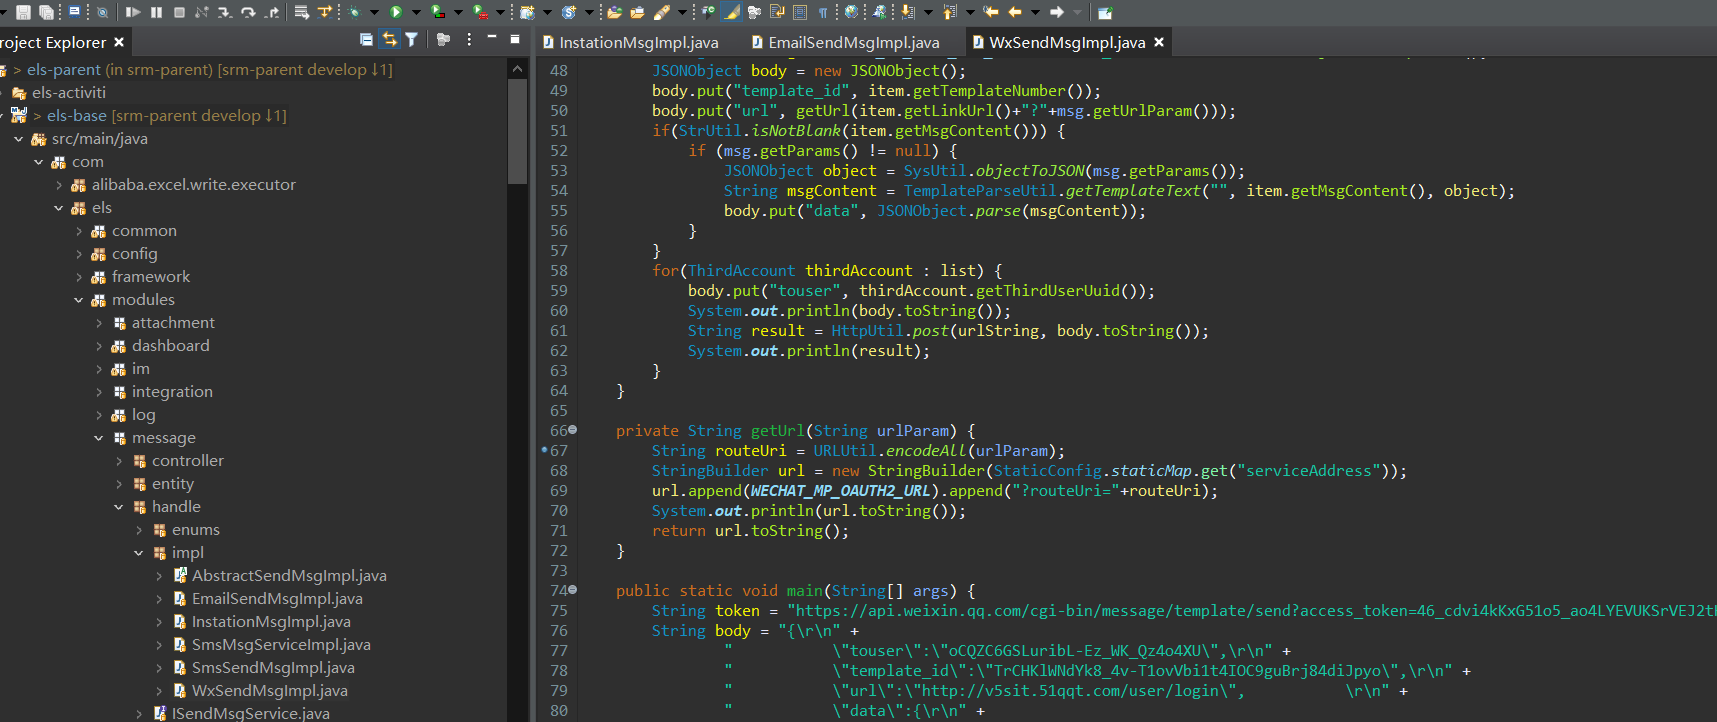 roject Explorer
> els-parent (in srm-parent) [srm-parent develop ↓1]
els-activiti
> els-base [srm-parent develop ↓1]
src/main/java
com
alibaba.excel.write.executor
els
common
config
framework
modules
attachment
dashboard
im
integration
log
message
controller
entity
handle
enums
impl
AbstractSendMsgImpl.java
EmailSendMsgImpl.java
InstationMsgImpl.java
SmsMsgServiceImpl.java
SmsSendMsgImpl.java
WxSendMsgImpl.java
ISendMsgService.java
InstationMsgImpl.java EmailSendMsgImpl.java WxSendMsgImpl.java
48 JSONObject body = new JSONObject();
49 body.put("template_id", item.getTemplateNumber());
50 body.put("url", getUrl(item.getLinkUrl()+"?"+msg.getUrlParam()));
51 if(StrUtil.isNotBlank(item.getMsgContent())) {
52 if (msg.getParams() != null) {
53 JSONObject object = SysUtil.objectToJSON(msg.getParams());
54 String msgContent = TemplateParseUtil.getTemplateText("", item.getMsgContent(), object);
55 body.put("data", JSONObject.parse(msgContent));
56 }
57 }
58 for(ThirdAccount thirdAccount : list) {
59 body.put("touser", thirdAccount.getThirdUserUuid());
60 System.out.println(body.toString());
61 String result = HttpUtil.post(urlString, body.toString());
62 System.out.println(result);
63 }
64 }
65
66 private String getUrl(String urlParam) {
67 String routeUri = URLUtil.encodeAll(urlParam);
68 StringBuilder url = new StringBuilder(StaticConfig.staticMap.get("serviceAddress"));
69 url.append(WECHAT_MP_OAUTH2_URL).append("?routeUri="+routeUri);
70 System.out.println(url.toString());
71 return url.toString();
72 }
73
74 public static void main(String[] args) {
75 String token = "https://api.weixin.qq.com/cgi-bin/message/template/send?access_token=46_cdvi4kKxG51o5_ao4LYEVUKSrVEJ2t
76 String body = "{\r\n" +
77 " \"touser\":\"oCQZC6GSLuribL-Ez_WK_Qz4o4XU\",\r\n" +
78 " \"template_id\":\"TrCHKlWNdYk8_4v-T1ovVbi1t4IOC9guBrj84diJpyo\",\r\n" +
79 " \"url\":\"http://v5sit.51qqt.com/user/login\", \r\n" +
80 " \"data\":{\r\n" +